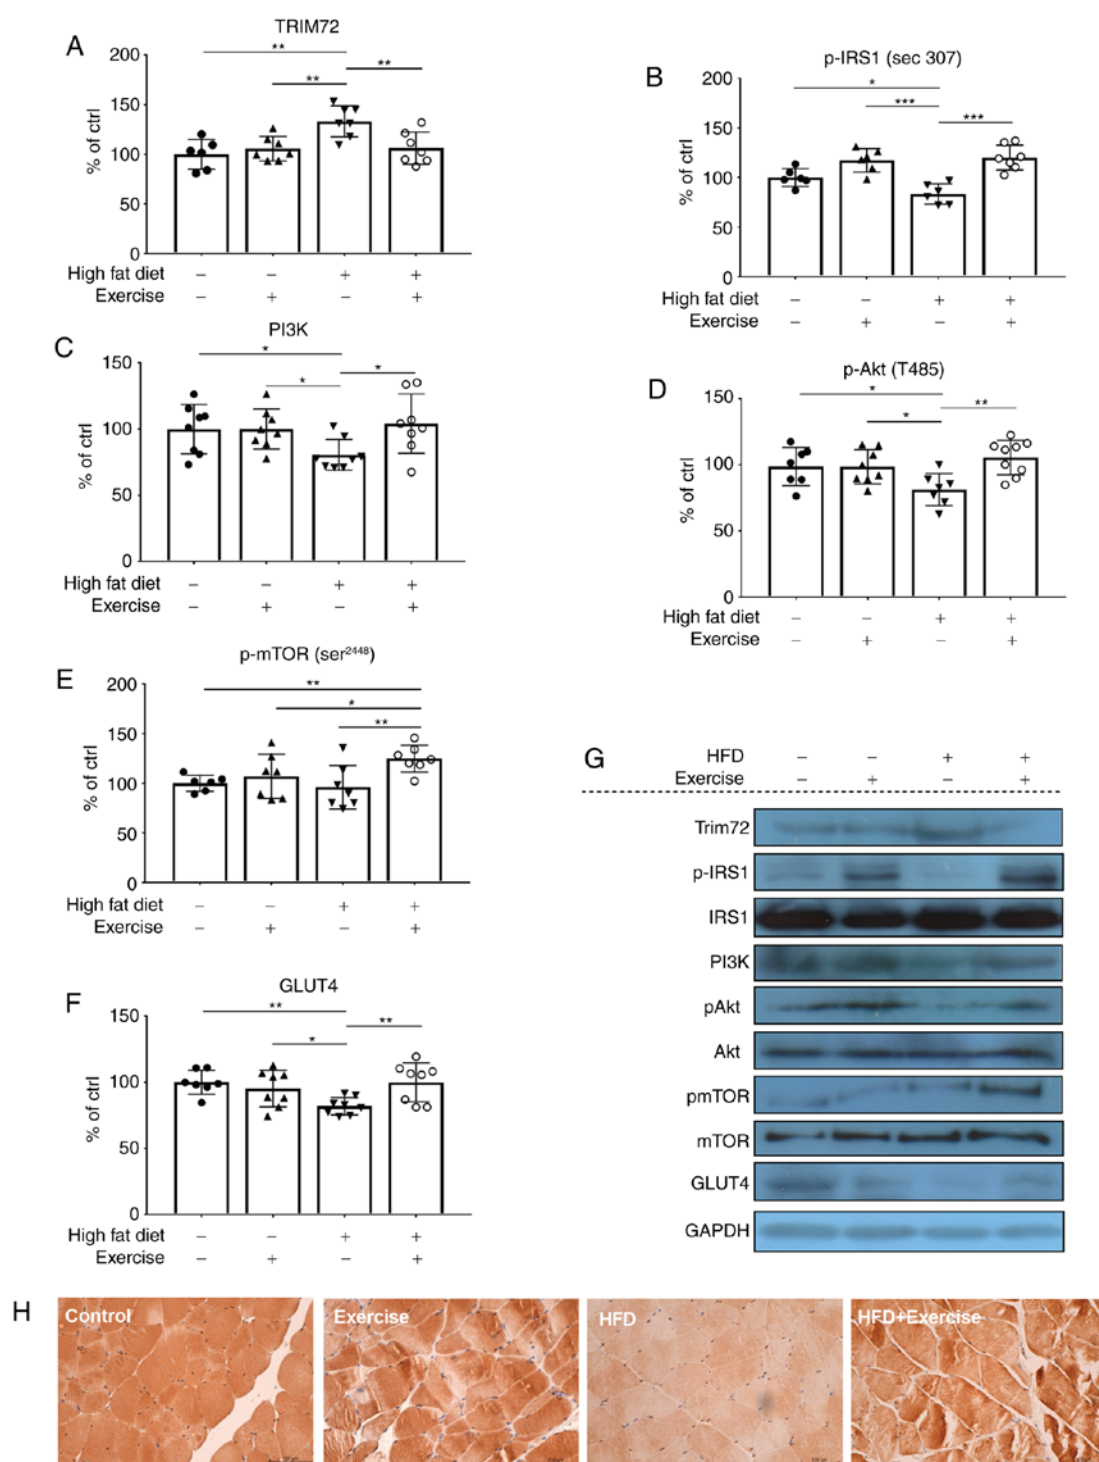 A
TRIM72
200
150
100
50
0
% of ctrl
**
**
**
High fat diet – – + +
Exercise – + – +
B
p-IRS1 (sec 307)
200
150
100
50
0
% of ctrl
*
***
***
High fat diet – – + +
Exercise – + – +
C
PI3K
150
100
50
0
% of ctrl
*
*
*
High fat diet – – + +
Exercise – + – +
D
p-Akt (T485)
150
100
50
0
% of ctrl
*
*
**
High fat diet – – + +
Exercise – + – +
E
p-mTOR (ser²⁴⁴⁸)
200
150
100
50
0
% of ctrl
**
*
**
High fat diet – – + +
Exercise – + – +
F
GLUT4
150
100
50
0
% of ctrl
**
*
**
High fat diet – – + +
Exercise – + – +
G
HFD – – + +
Exercise – + – +
Trim72
p-IRS1
IRS1
PI3K
pAkt
Akt
pmTOR
mTOR
GLUT4
GAPDH
H
Control
Exercise
HFD
HFD+Exercise